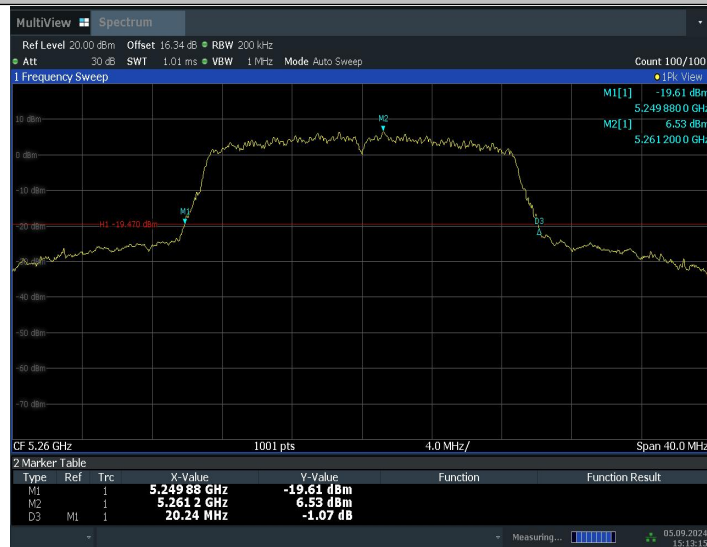 MultiView Spectrum
Ref Level 20.00 dBm Offset 16.34 dB RBW 200 kHz
Att 30 dB SWT 1.01 ms VBW 1 MHz Mode Auto Sweep Count 100/100
1 Frequency Sweep 1Pk View
M1[1] -19.61 dBm
5.249 880 0 GHz
M2[1] 6.53 dBm
5.261 200 0 GHz
10 dBm
M2
0 dBm
-10 dBm
M1
-20 dBm
H1 -19.470 dBm
D3
-30 dBm
-40 dBm
-50 dBm
-60 dBm
-70 dBm
CF 5.26 GHz 1001 pts 4.0 MHz/ Span 40.0 MHz
2 Marker Table
Type Ref Trc X-Value Y-Value Function Function Result
M1 1 5.249 88 GHz -19.61 dBm
M2 1 5.261 2 GHz 6.53 dBm
D3 M1 1 20.24 MHz -1.07 dB
Measuring... 05.09.2024
15:13:15